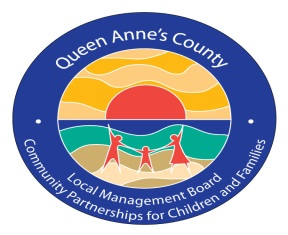 Queen Anne's County
Local Management Board
Community Partnerships for Children and Families